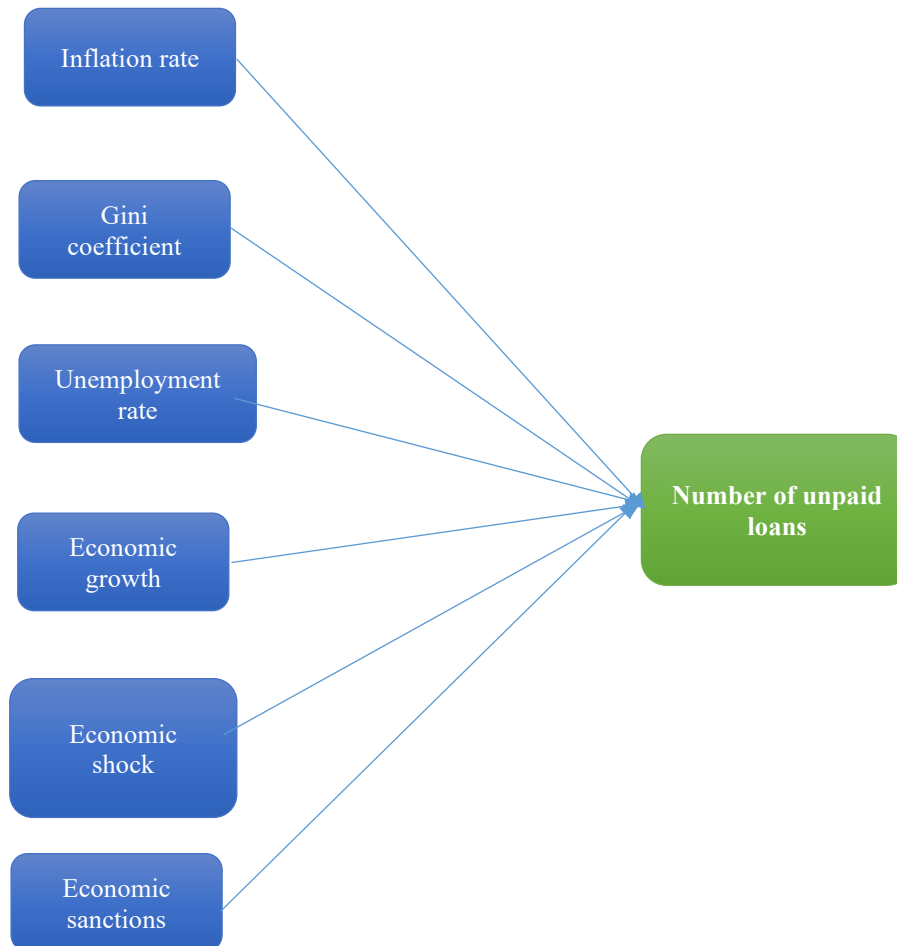 Inflation rate
Gini
coefficient
Unemployment
rate
Number of unpaid
loans
Economic
growth
Economic
shock
Economic
sanctions